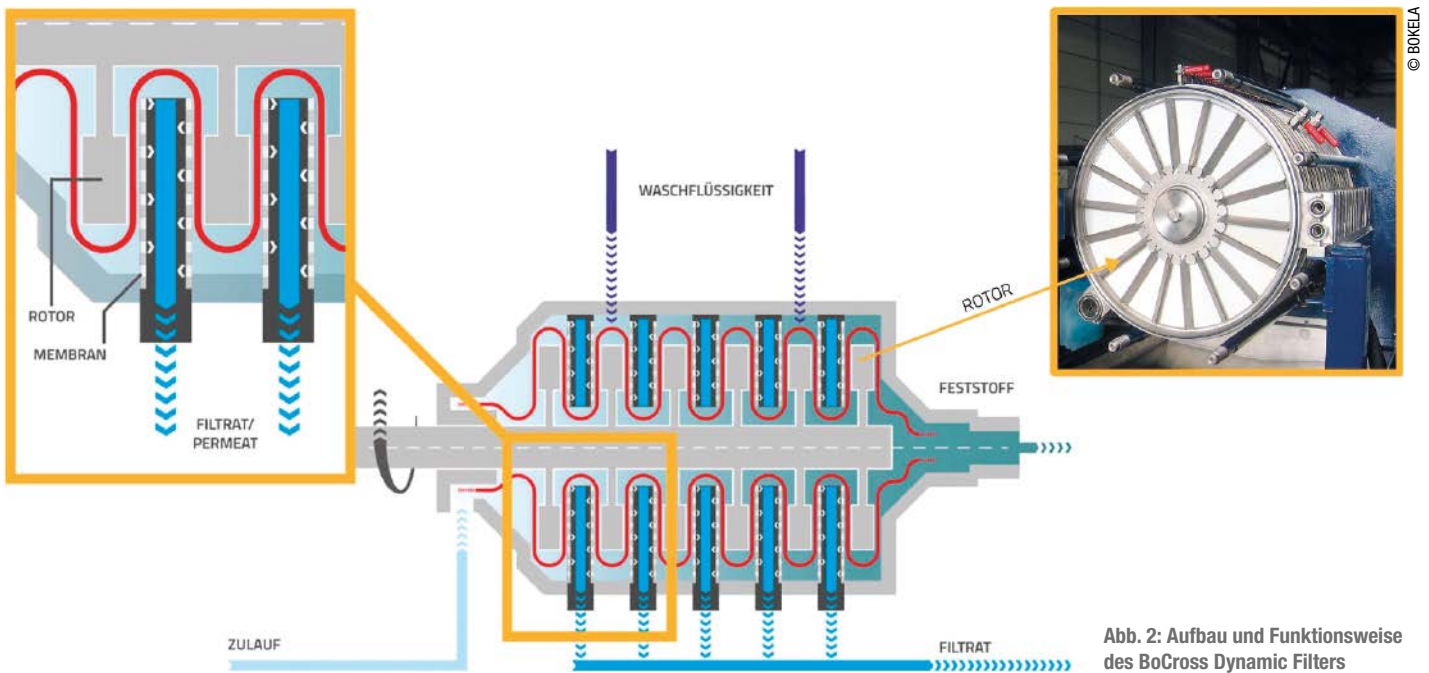 © BOKELA
ROTOR
MEMBRAN
FILTRAT/
PERMEAT
WASCHFLÜSSIGKEIT
ROTOR
FESTSTOFF
ZULAUF
FILTRAT
Abb. 2: Aufbau und Funktionsweise
des BoCross Dynamic Filters